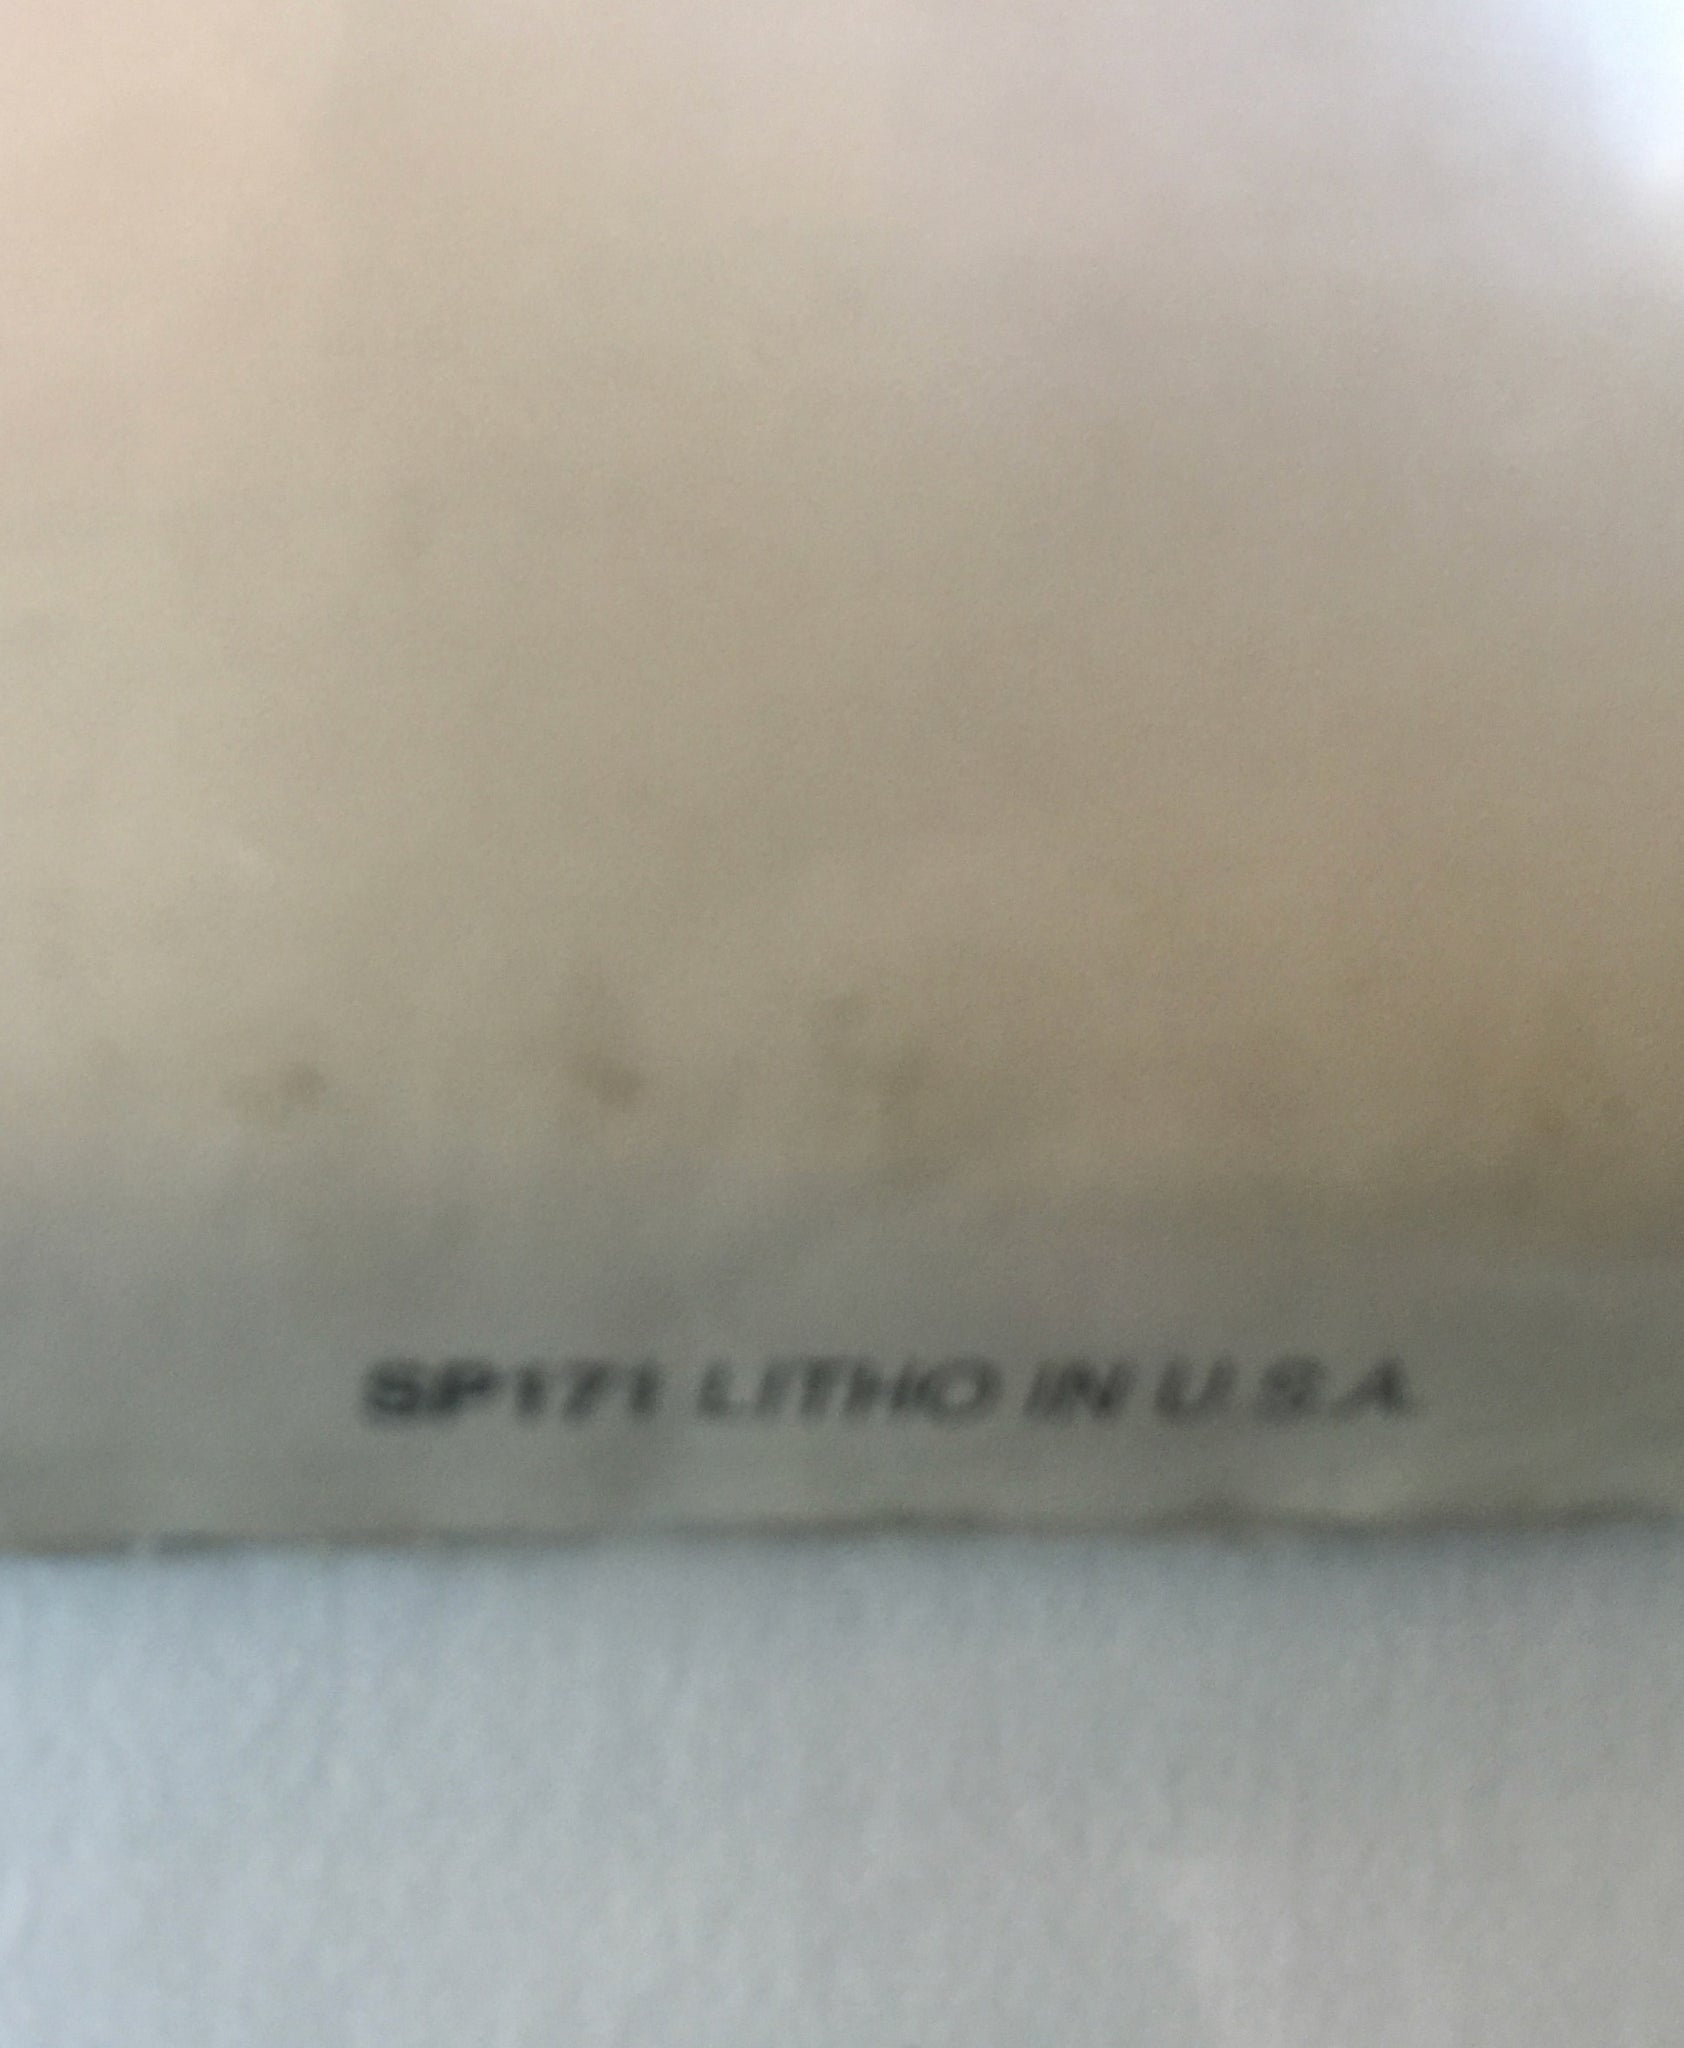 SP171 LITHO IN U.S.A.